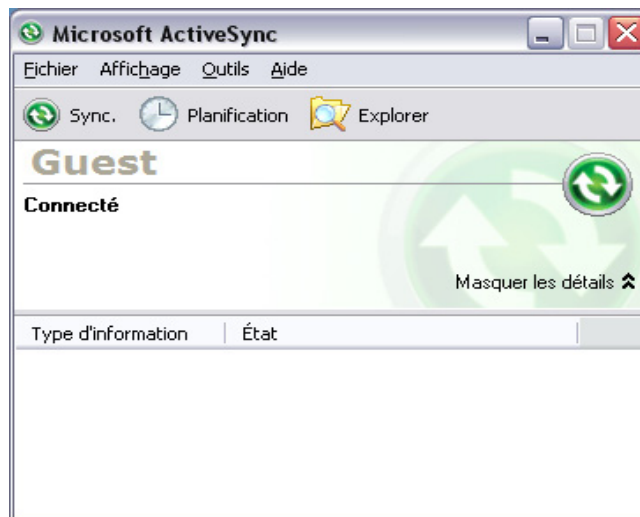 Microsoft ActiveSync
Fichier Affichage Outils Aide
Sync. Planification Explorer
Guest
Connecté
Masquer les détails
Type d'information État